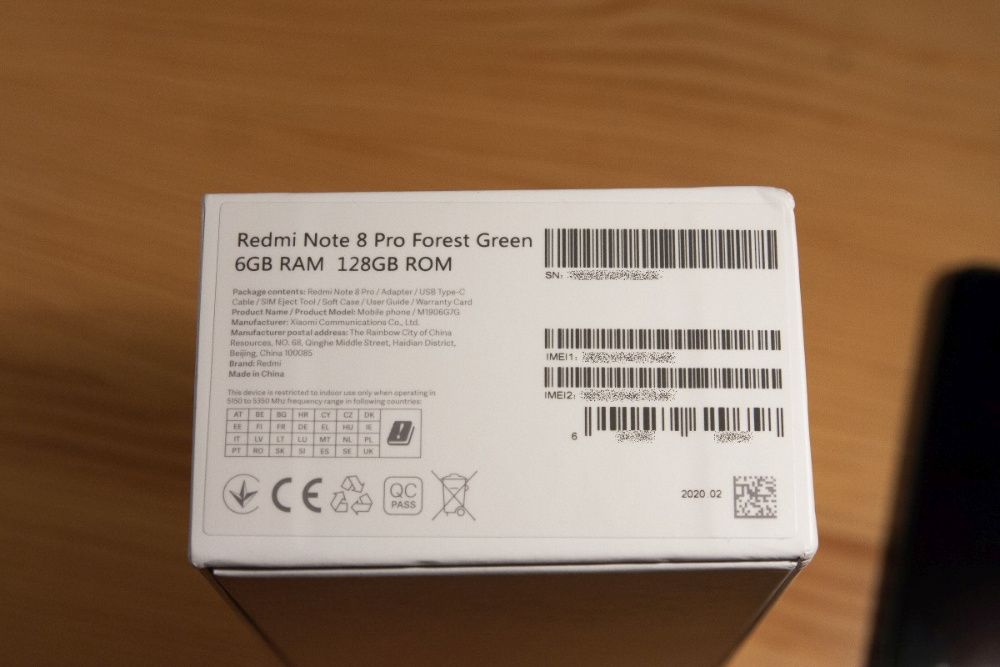 Redmi Note 8 Pro Forest Green
6GB RAM 128GB ROM
Package contents: Redmi Note 8 Pro / Adapter / USB Type-C
Cable / SIM Eject Tool / Soft Case / User Guide / Warranty Card
Product Name / Product Model: Mobile phone / M1906G7G
Manufacturer: Xiaomi Communications Co., Ltd.
Manufacturer postal address: The Rainbow City of China
Resources, NO. 68, Qinghe Middle Street, Haidian District,
Beijing, China 100085
Brand: Redmi
Made in China
This device is restricted to indoor use only when operating in
5150 to 5350 Mhz frequency range in following countries:
AT BE BG HR CY CZ DK
EE FI FR DE EL HU IE
IT LV LT LU MT NL PL
PT RO SK SI ES SE UK
CE
QC
PASS
SN:
IMEI1:
IMEI2:
6
2020 02